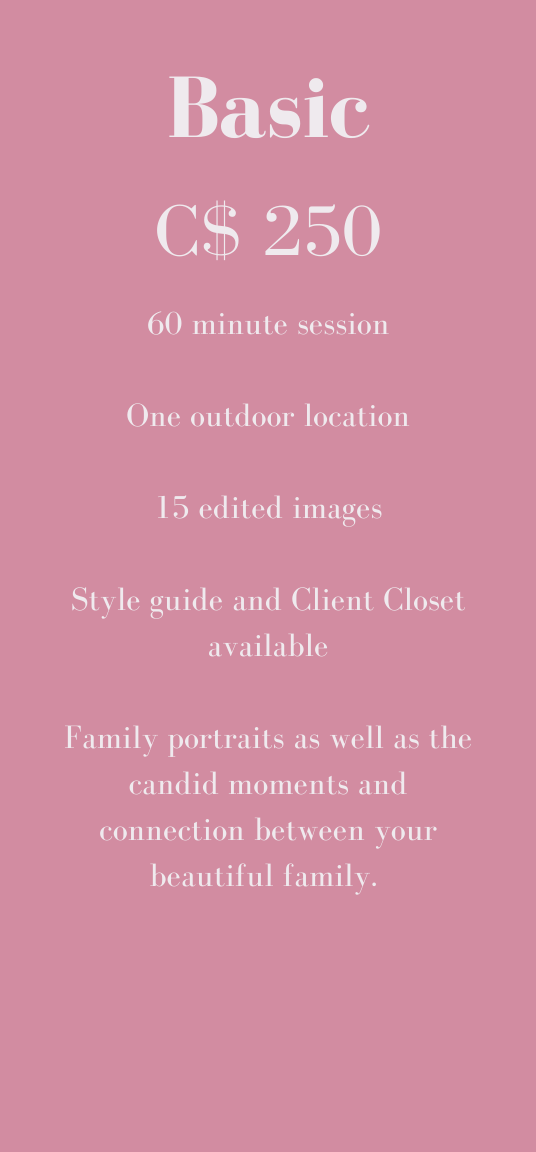 Basic
C$ 250
60 minute session
One outdoor location
15 edited images
Style guide and Client Closet
available
Family portraits as well as the
candid moments and
connection between your
beautiful family.